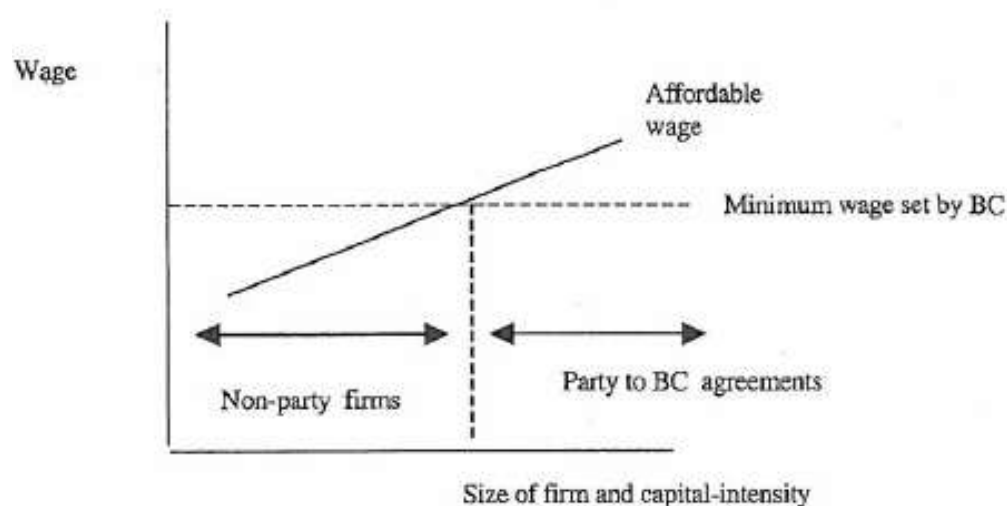 Wage
Affordable
wage
Minimum wage set by BC
Party to BC agreements
Non-party firms
Size of firm and capital-intensity